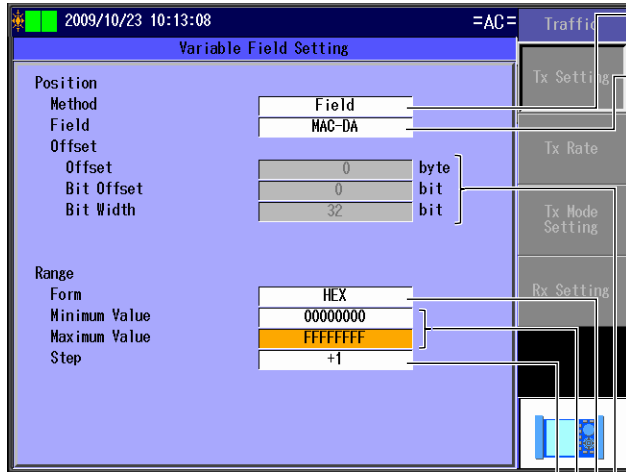 2009/10/23 10:13:08 =AC= Traffic
Variable Field Setting
Position
Method Field
Field MAC-DA
Offset
Offset 0 byte
Bit Offset 0 bit
Bit Width 32 bit
Range
Form HEX
Minimum Value 00000000
Maximum Value FFFFFFFF
Step +1
Tx Setting
Tx Rate
Tx Mode
Setting
Rx Setting